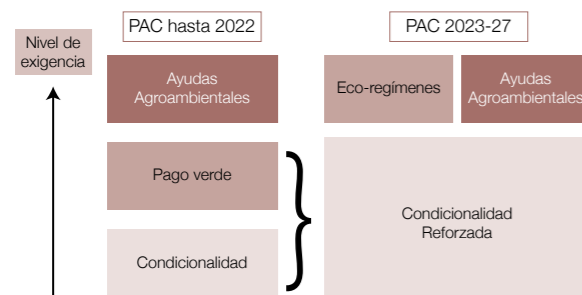 PAC hasta 2022
PAC 2023-27
Nivel de
exigencia
Ayudas
Agroambientales
Eco-regímenes
Ayudas
Agroambientales
Pago verde
Condicionalidad
Condicionalidad
Reforzada